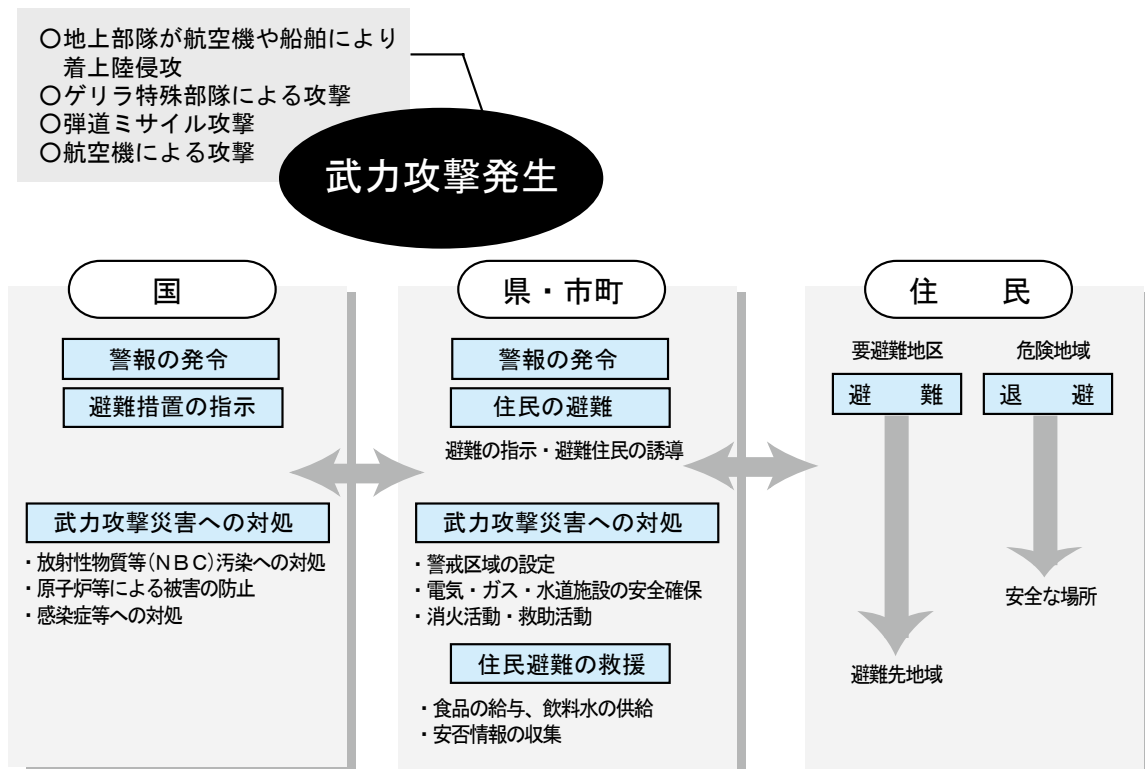 〇地上部隊が航空機や船舶により
着上陸侵攻
〇ゲリラ特殊部隊による攻撃
〇弾道ミサイル攻撃
〇航空機による攻撃
武力攻撃発生
国
警報の発令
避難措置の指示
武力攻撃災害への対処
・放射性物質等(NBC)汚染への対処
・原子炉等による被害の防止
・感染症等への対処
県・市町
警報の発令
住民の避難
避難の指示・避難住民の誘導
武力攻撃災害への対処
・警戒区域の設定
・電気・ガス・水道施設の安全確保
・消火活動・救助活動
住民避難の救援
・食品の給与、飲料水の供給
・安否情報の収集
住　民
要避難地区
避　難
避難先地域
危険地域
退　避
安全な場所